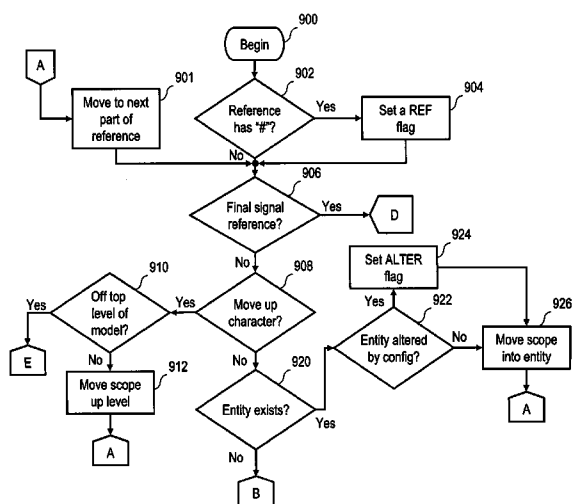 900
Begin
A
901
Move to next
part of
reference
902
Reference
has "#"?
Yes
904
Set a REF
flag
No
906
Final signal
reference?
Yes
D
No
924
Set ALTER
flag
910
Off top
level of
model?
Yes
908
Move up
character?
Yes
922
Yes
Entity altered
by config?
No
926
Move scope
into entity
E
No
912
Move scope
up level
No
920
Entity exists?
Yes
A
A
No
B